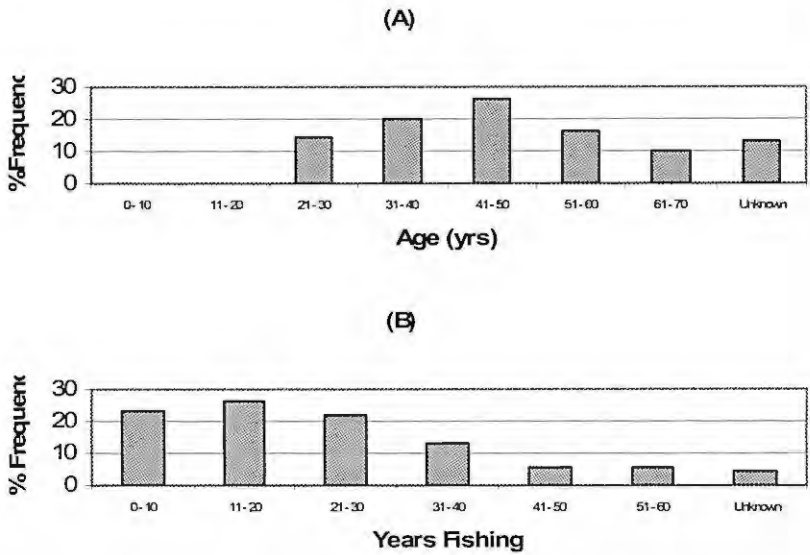 (A)
%Frequenc
30
20
10
0
0-10 11-20 21-30 31-40 41-50 51-60 61-70 Unknown
Age (yrs)
(B)
% Frequenc
30
20
10
0
0-10 11-20 21-30 31-40 41-50 51-60 Unknown
Years Fishing